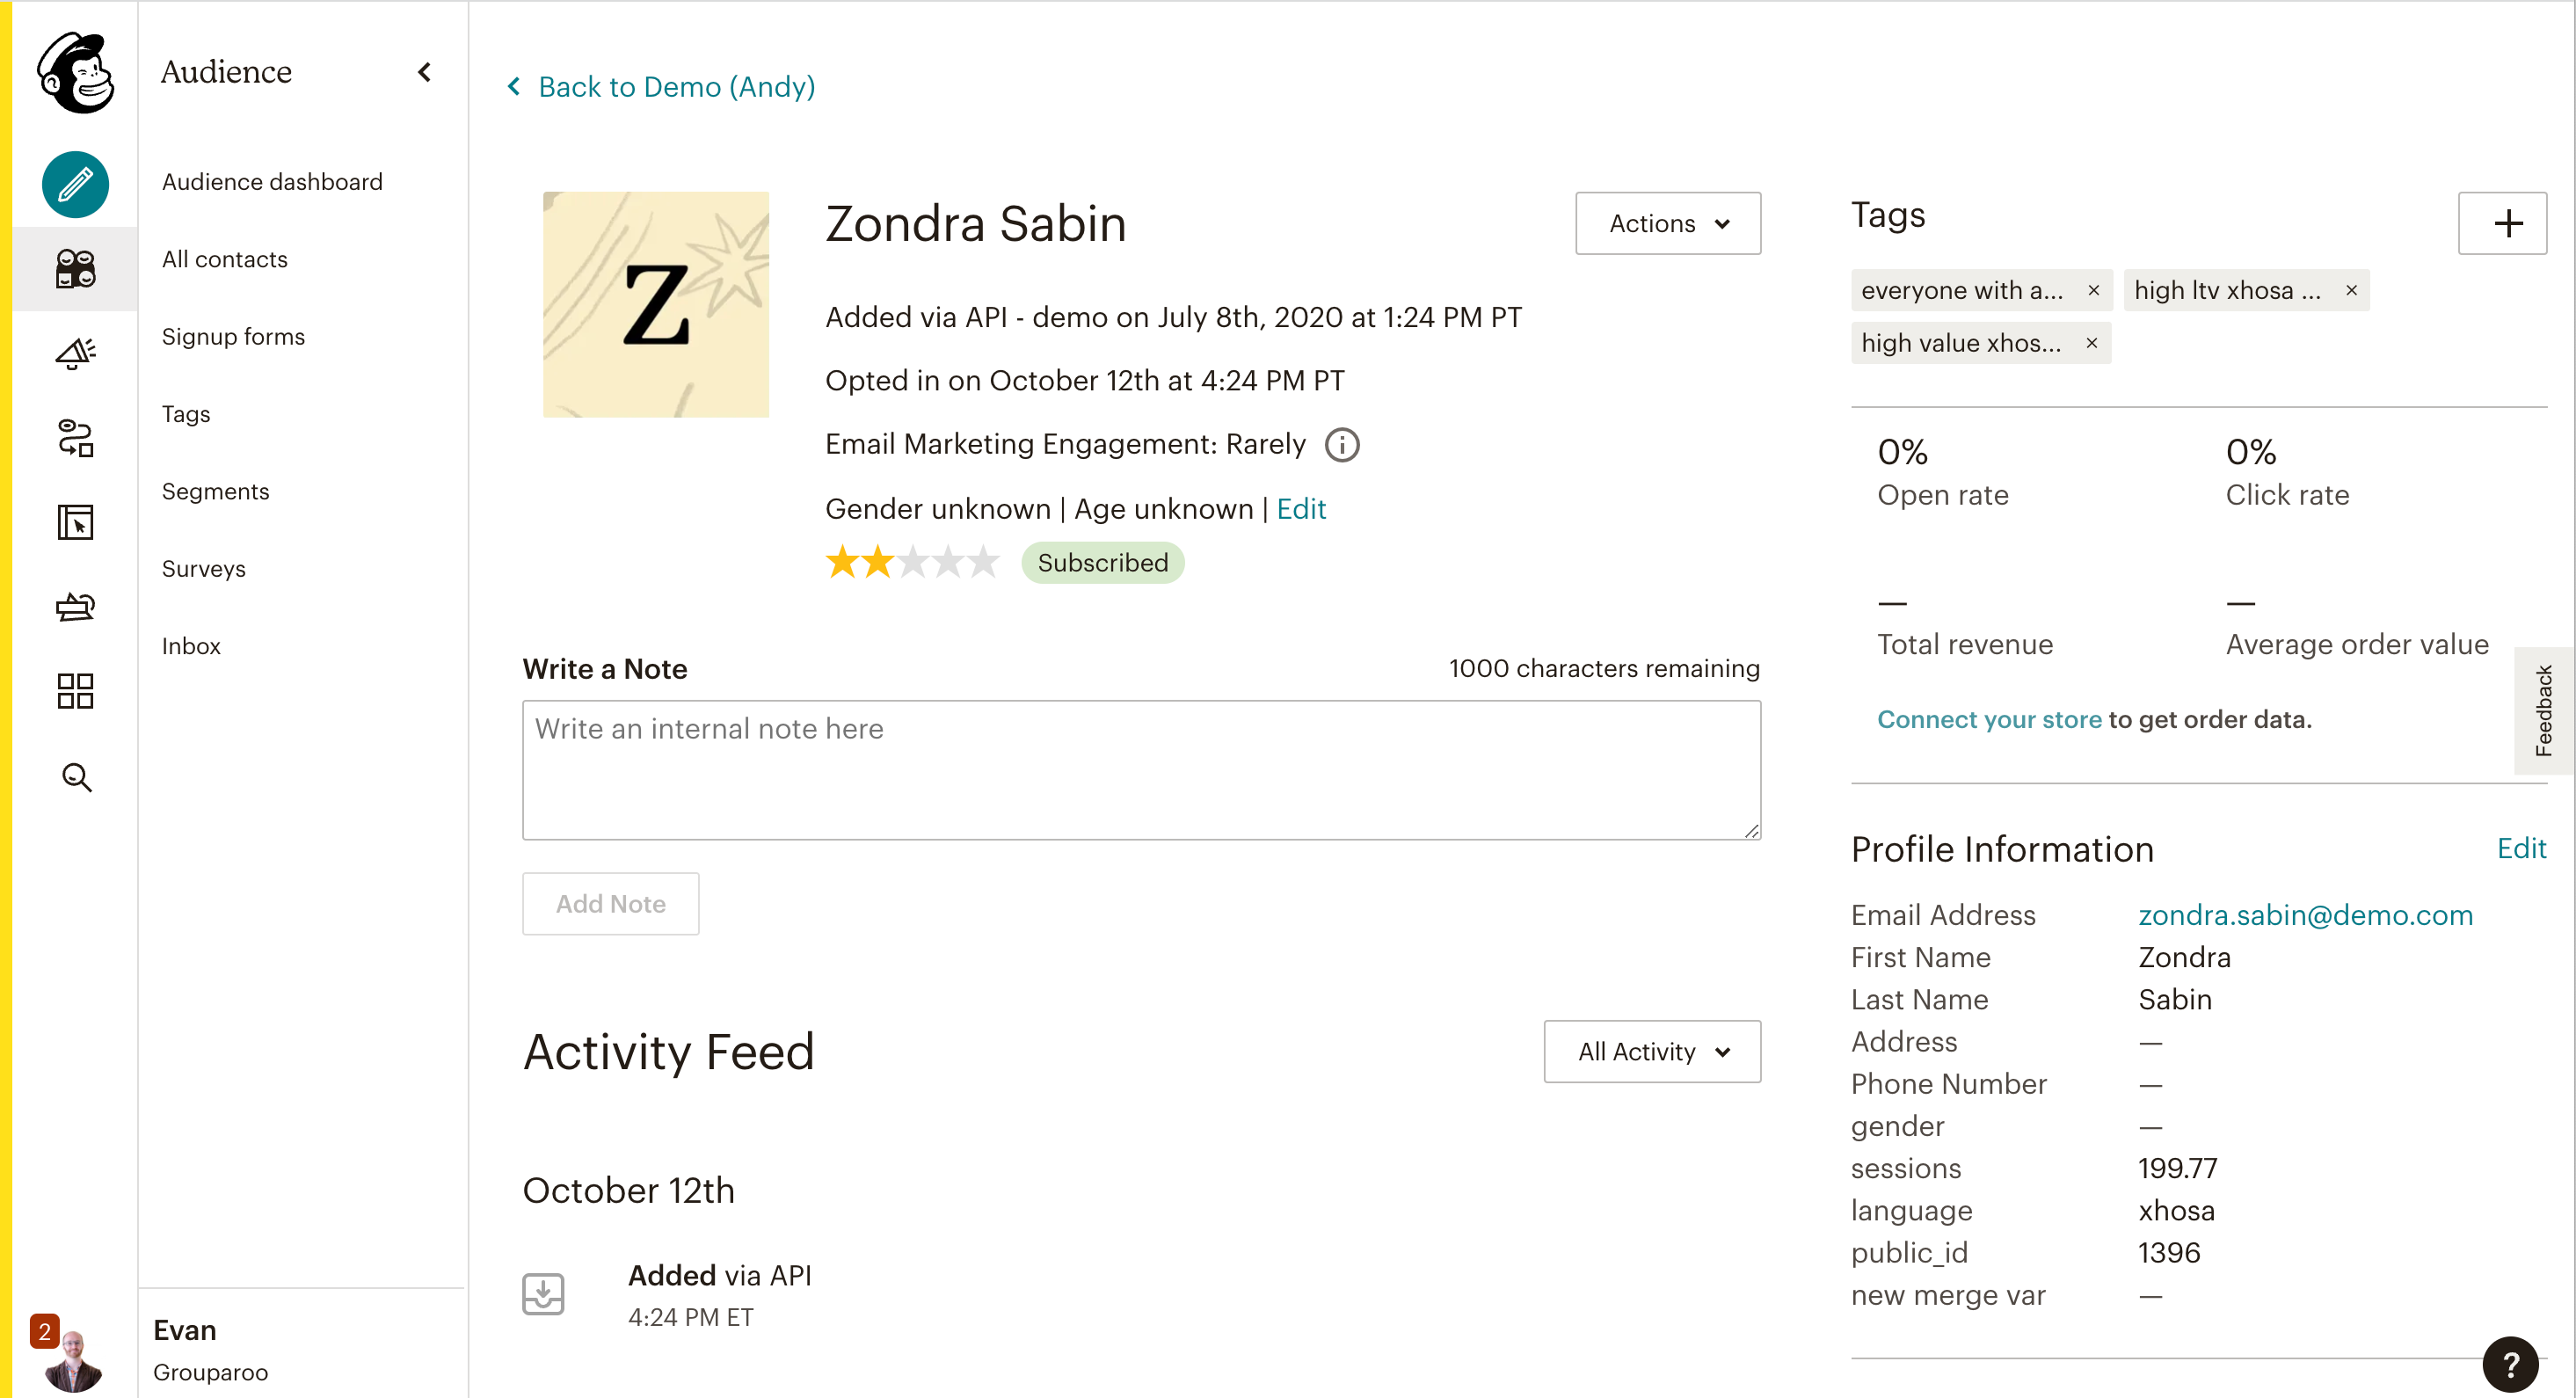 Audience
Audience dashboard
All contacts
Signup forms
Tags
Segments
Surveys
Inbox
2
Evan
Grouparoo
Back to Demo (Andy)
Z
Zondra Sabin
Actions
Added via API - demo on July 8th, 2020 at 1:24 PM PT
Opted in on October 12th at 4:24 PM PT
Email Marketing Engagement: Rarely
Gender unknown | Age unknown | Edit
Subscribed
Write a Note
1000 characters remaining
Write an internal note here
Add Note
Activity Feed
All Activity
October 12th
Added via API
4:24 PM ET
Tags
+
everyone with a... ×
high ltv xhosa ... ×
high value xhos... ×
0%
Open rate
0%
Click rate
—
Total revenue
—
Average order value
Connect your store to get order data.
Feedback
Profile Information
Edit
Email Address zondra.sabin@demo.com
First Name Zondra
Last Name Sabin
Address —
Phone Number —
gender —
sessions 199.77
language xhosa
public_id 1396
new merge var —
?